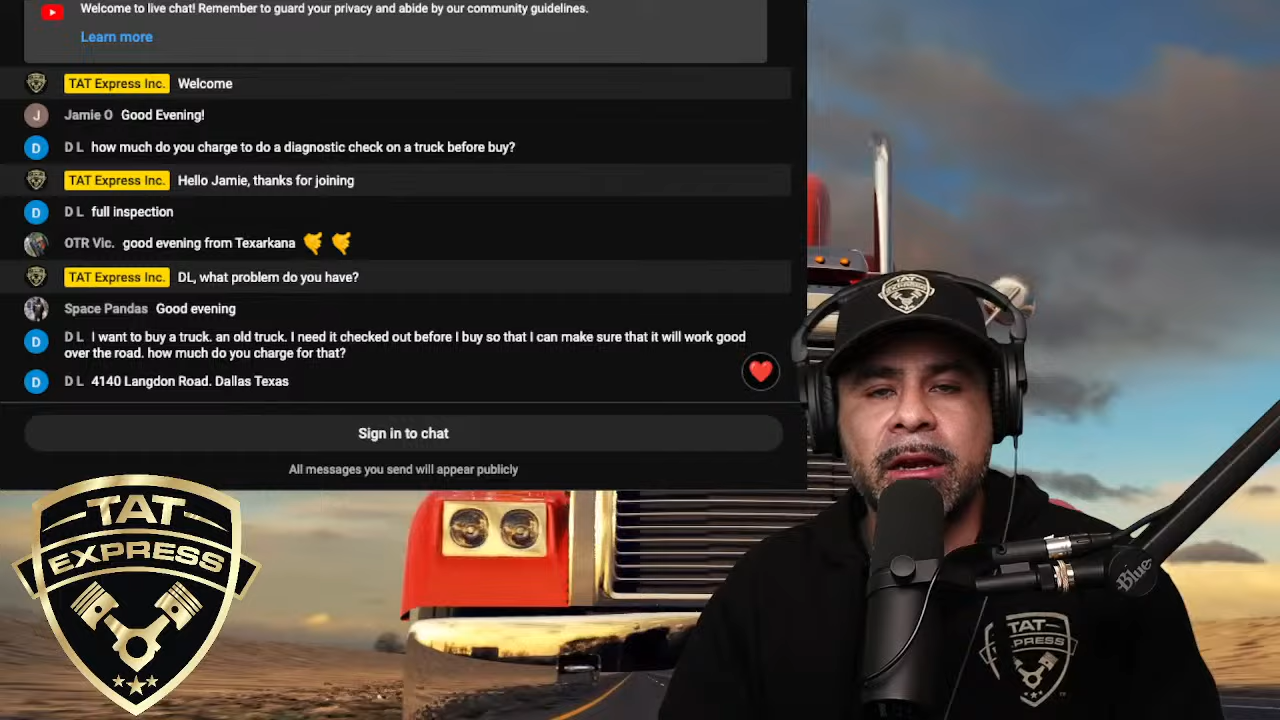 Welcome to live chat! Remember to guard your privacy and abide by our community guidelines.
Learn more
TAT Express Inc. Welcome
J Jamie O Good Evening!
D D L how much do you charge to do a diagnostic check on a truck before buy?
TAT Express Inc. Hello Jamie, thanks for joining
D D L full inspection
OTR Vic. good evening from Texarkana
TAT Express Inc. DL, what problem do you have?
Space Pandas Good evening
D D L I want to buy a truck. an old truck. I need it checked out before I buy so that I can make sure that it will work good
over the road. how much do you charge for that?
D D L 4140 Langdon Road. Dallas Texas
Sign in to chat
All messages you send will appear publicly
TAT
EXPRESS
TAT
EXPRESS
Blue
TAT
EXPRESS